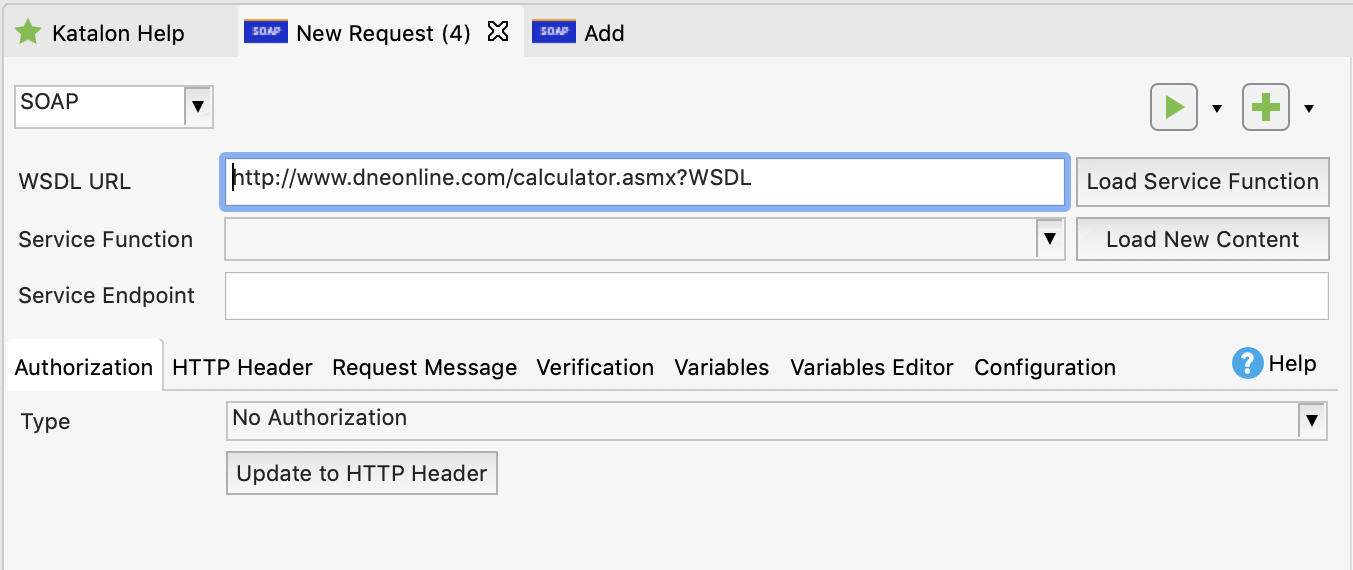 Katalon Help
SOAP New Request (4)
SOAP Add
SOAP
WSDL URL http://www.dneonline.com/calculator.asmx?WSDL Load Service Function
Service Function Load New Content
Service Endpoint
Authorization HTTP Header Request Message Verification Variables Variables Editor Configuration Help
Type No Authorization
Update to HTTP Header